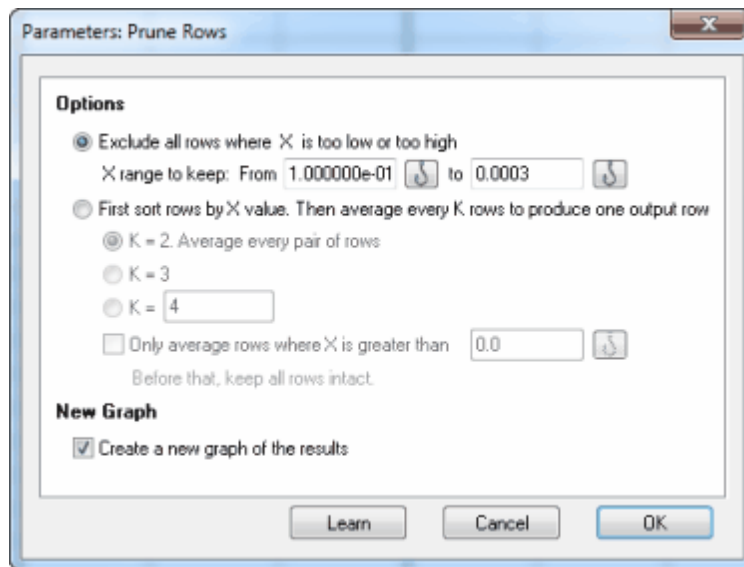 Parameters: Prune Rows
Options
Exclude all rows where X is too low or too high
X range to keep: From 1.000000e-01 to 0.0003
First sort rows by X value. Then average every K rows to produce one output row
K = 2. Average every pair of rows
K = 3
K = 4
Only average rows where X is greater than 0.0
Before that, keep all rows intact.
New Graph
Create a new graph of the results
Learn Cancel OK